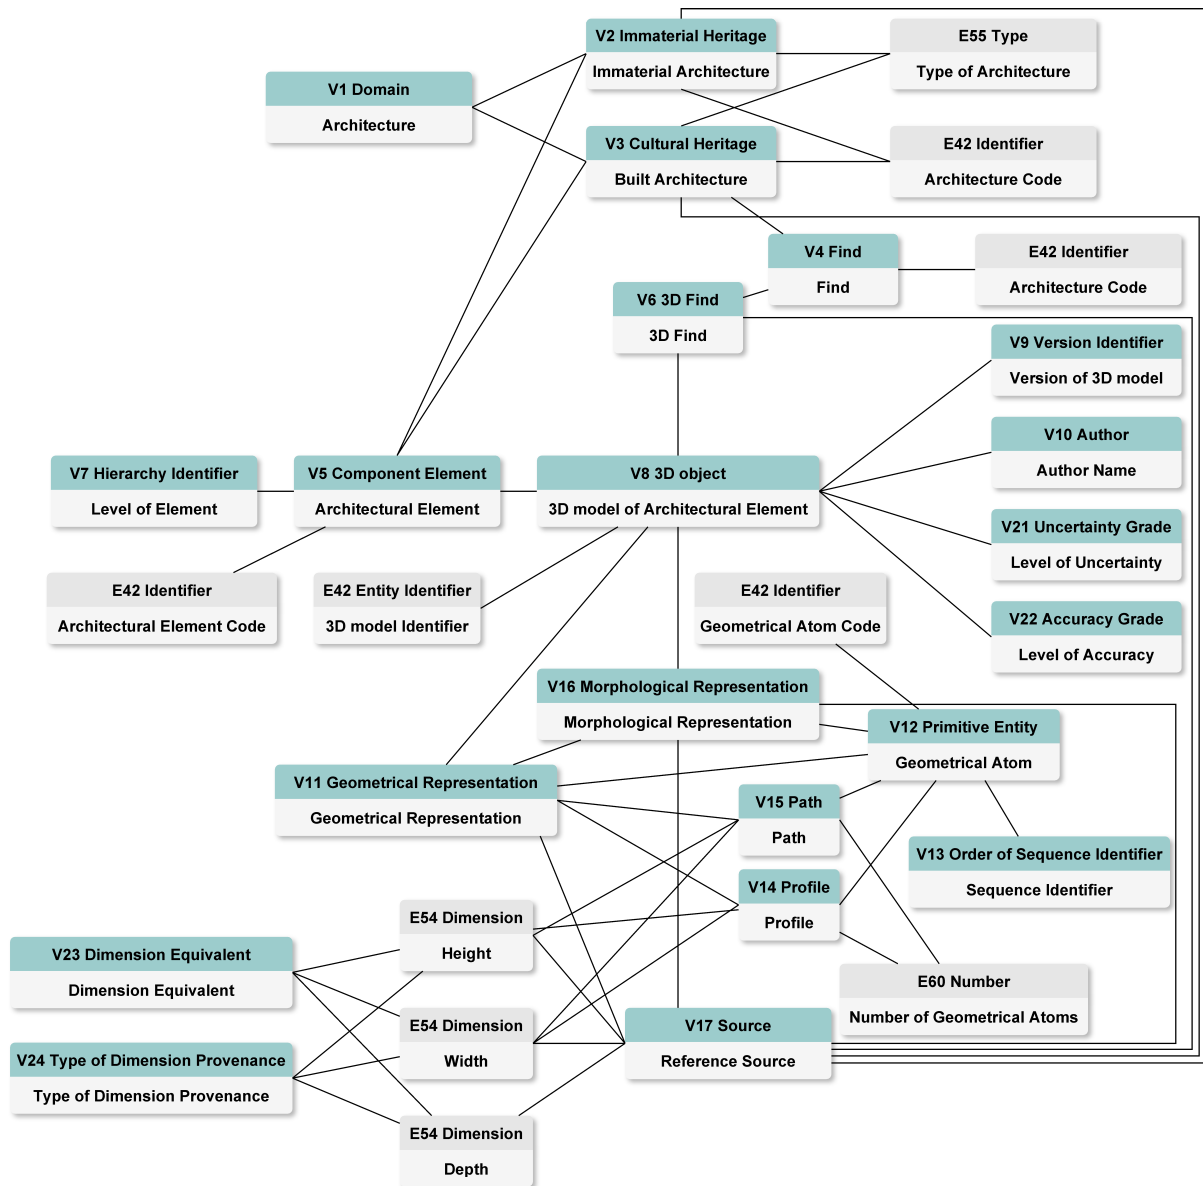 V2 Immaterial Heritage
Immaterial Architecture
E55 Type
Type of Architecture
V1 Domain
Architecture
V3 Cultural Heritage
Built Architecture
E42 Identifier
Architecture Code
V4 Find
Find
E42 Identifier
Architecture Code
V6 3D Find
3D Find
V9 Version Identifier
Version of 3D model
V10 Author
Author Name
V7 Hierarchy Identifier
Level of Element
V5 Component Element
Architectural Element
V8 3D object
3D model of Architectural Element
V21 Uncertainty Grade
Level of Uncertainty
E42 Identifier
Architectural Element Code
E42 Entity Identifier
3D model Identifier
E42 Identifier
Geometrical Atom Code
V22 Accuracy Grade
Level of Accuracy
V16 Morphological Representation
Morphological Representation
V12 Primitive Entity
Geometrical Atom
V11 Geometrical Representation
Geometrical Representation
V15 Path
Path
V13 Order of Sequence Identifier
Sequence Identifier
V14 Profile
Profile
E54 Dimension
Height
V23 Dimension Equivalent
Dimension Equivalent
E60 Number
Number of Geometrical Atoms
E54 Dimension
Width
V17 Source
Reference Source
V24 Type of Dimension Provenance
Type of Dimension Provenance
E54 Dimension
Depth